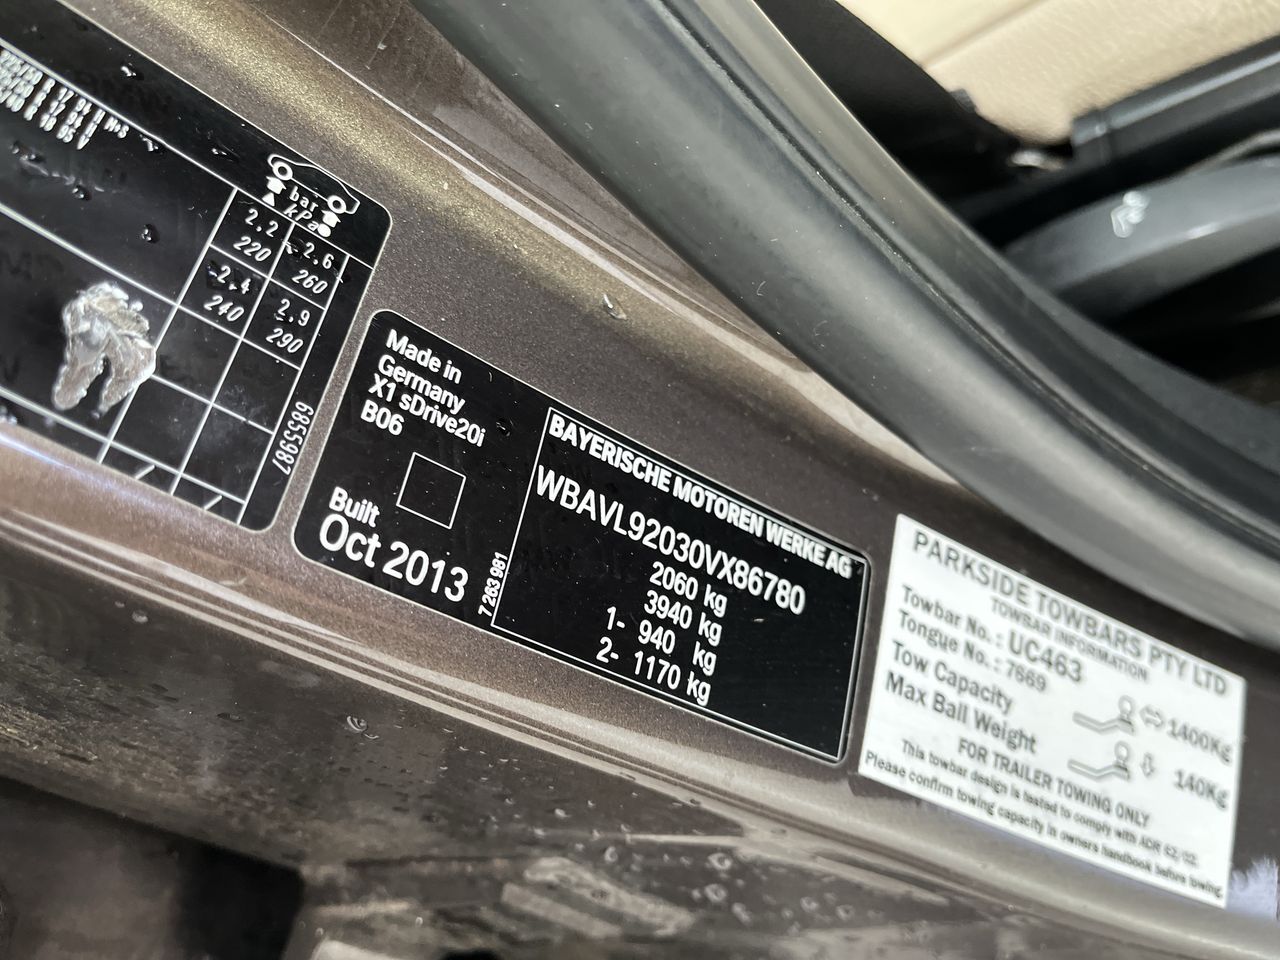 bar
kPa
2.2 2.6
220 260
2.4 2.9
240 290
6855987
Made in
Germany
X1 sDrive20i
B06
Built
Oct 2013
7 263 981
BAYERISCHE MOTOREN WERKE AG
WBAVL92030VX86780
2060 kg
3940 kg
1- 940 kg
2- 1170 kg
PARKSIDE TOWBARS PTY LTD
TOWBAR INFORMATION
Towbar No. : UC463
Tongue No. : 7669
Tow Capacity 1400Kg
Max Ball Weight 140Kg
FOR TRAILER TOWING ONLY
This towbar design is tested to comply with ADR 62/02.
Please confirm towing capacity in owners handbook before towing.